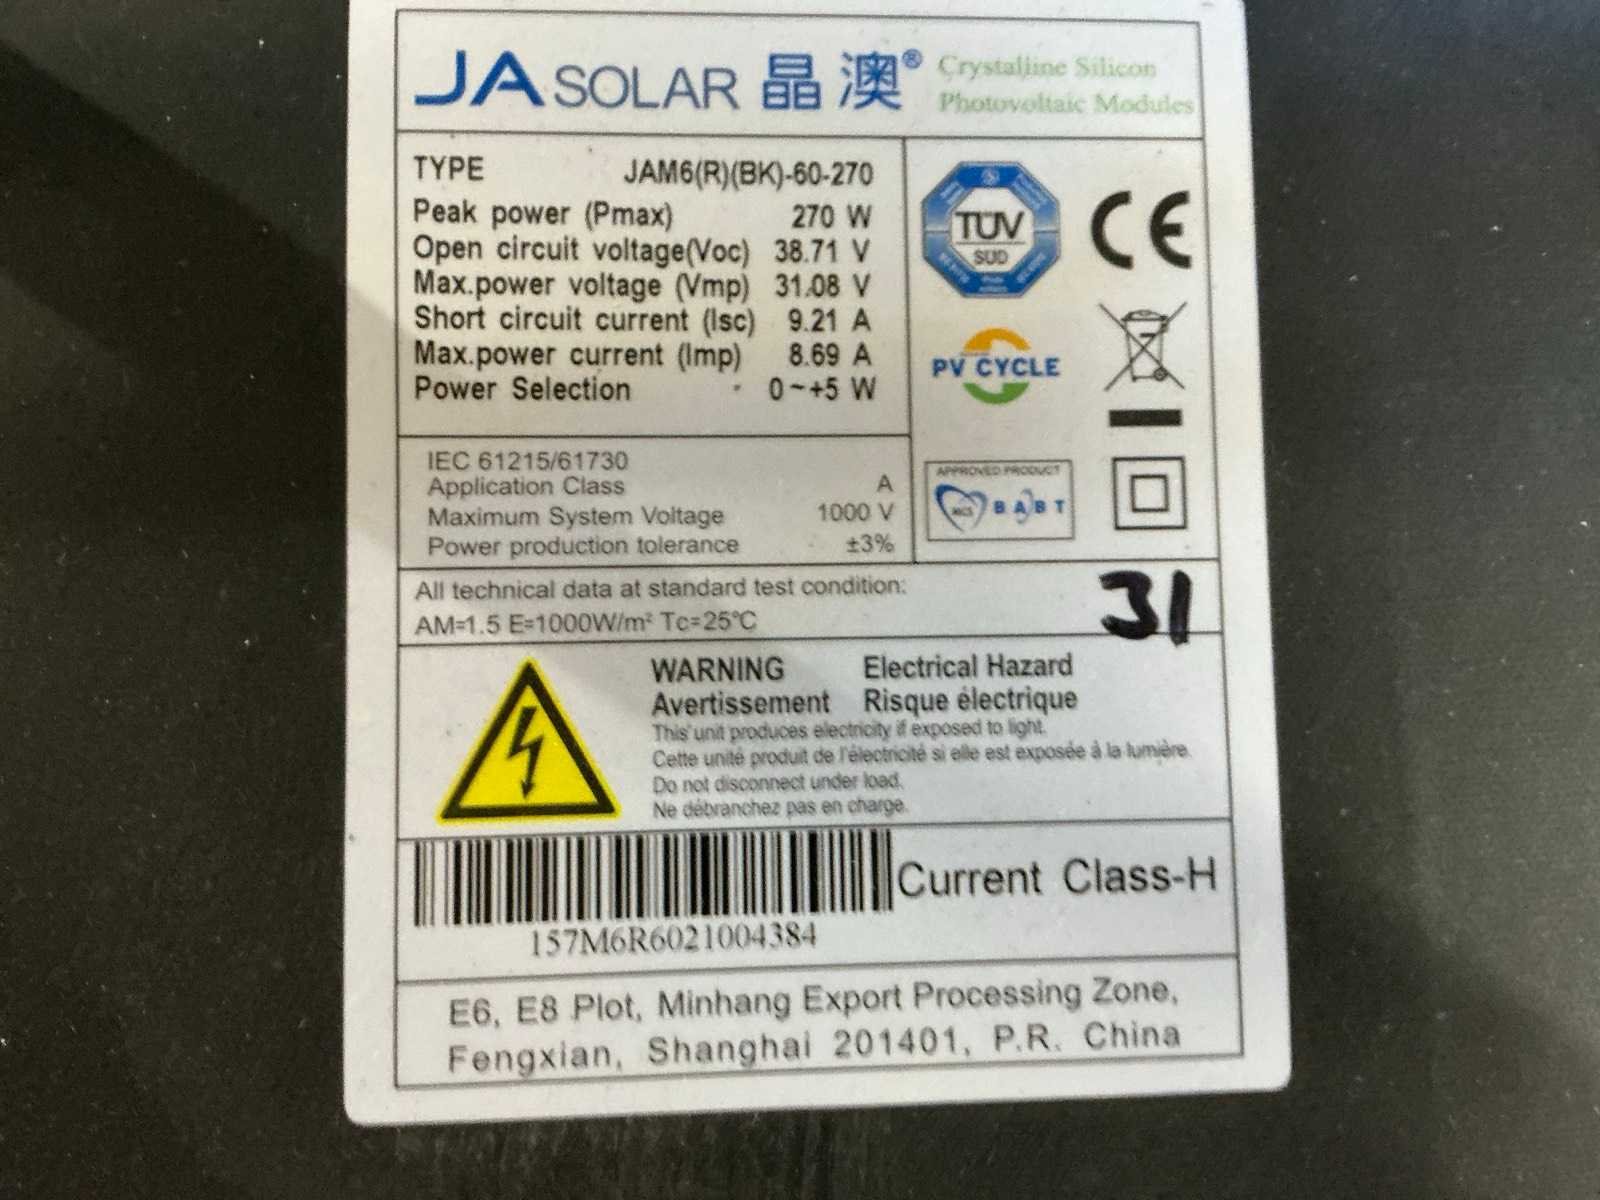 JA SOLAR 晶澳® Crystalline Silicon
Photovoltaic Modules
TYPE JAM6(R)(BK)-60-270
Peak power (Pmax) 270 W
Open circuit voltage(Voc) 38.71 V
Max.power voltage (Vmp) 31.08 V
Short circuit current (Isc) 9.21 A
Max.power current (Imp) 8.69 A
Power Selection 0~+5 W
TÜV
SÜD
CE
PV CYCLE
IEC 61215/61730
Application Class A
Maximum System Voltage 1000 V
Power production tolerance ±3%
APPROVED PRODUCT
MCS BABT
All technical data at standard test condition:
AM=1.5 E=1000W/m² Tc=25℃
31
WARNING Electrical Hazard
Avertissement Risque électrique
This unit produces electricity if exposed to light.
Cette unité produit de l'électricité si elle est exposée à la lumière.
Do not disconnect under load.
Ne débranchez pas en charge.
Current Class-H
157M6R6021004384
E6, E8 Plot, Minhang Export Processing Zone,
Fengxian, Shanghai 201401, P.R. China